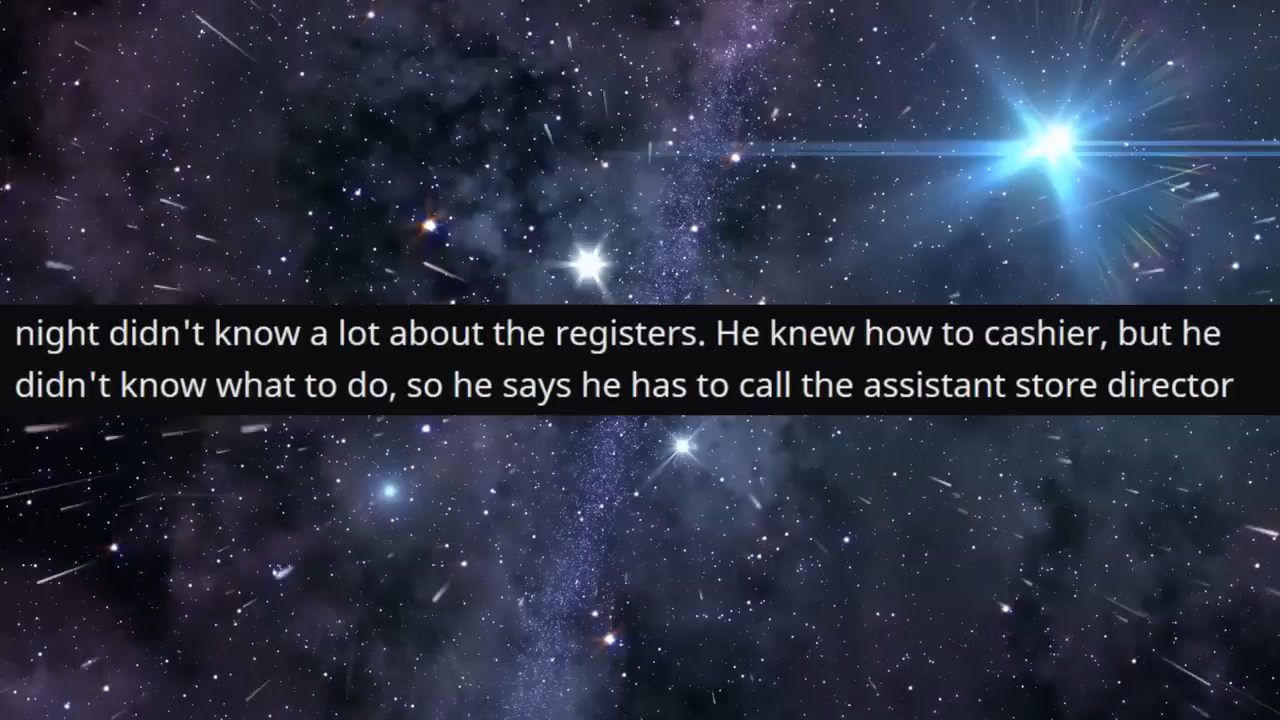 night didn't know a lot about the registers. He knew how to cashier, but he
didn't know what to do, so he says he has to call the assistant store director